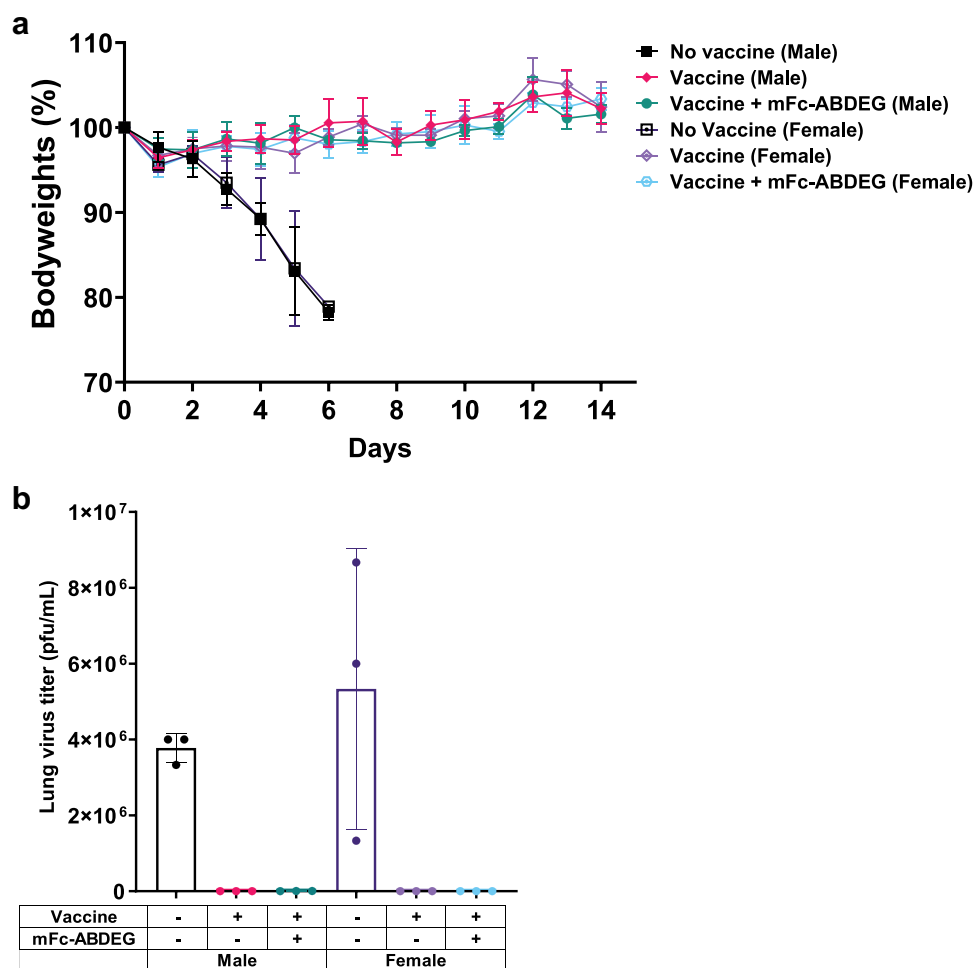 a
110
100
90
80
70
Bodyweights (%)
0 2 4 6 8 10 12 14
Days
No vaccine (Male)
Vaccine (Male)
Vaccine + mFc-ABDEG (Male)
No Vaccine (Female)
Vaccine (Female)
Vaccine + mFc-ABDEG (Female)
b
1×10⁷
8×10⁶
6×10⁶
4×10⁶
2×10⁶
0
Lung virus titer (pfu/mL)
Vaccine - + + - + +
mFc-ABDEG - - + - - +
Male Female